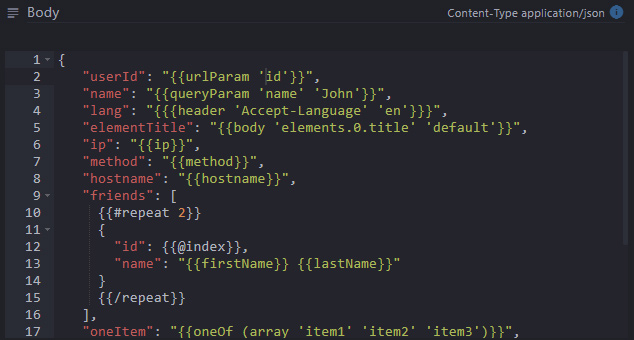 Body
Content-Type application/json
1 {
2 "userId": "{{urlParam 'id'}}",
3 "name": "{{queryParam 'name' 'John'}}",
4 "lang": "{{{header 'Accept-Language' 'en'}}}",
5 "elementTitle": "{{body 'elements.0.title' 'default'}}",
6 "ip": "{{ip}}",
7 "method": "{{method}}",
8 "hostname": "{{hostname}}",
9 "friends": [
10 {{#repeat 2}}
11 {
12 "id": {{@index}},
13 "name": "{{firstName}} {{lastName}}"
14 }
15 {{/repeat}}
16 ],
17 "oneItem": "{{oneOf (array 'item1' 'item2' 'item3')}}",